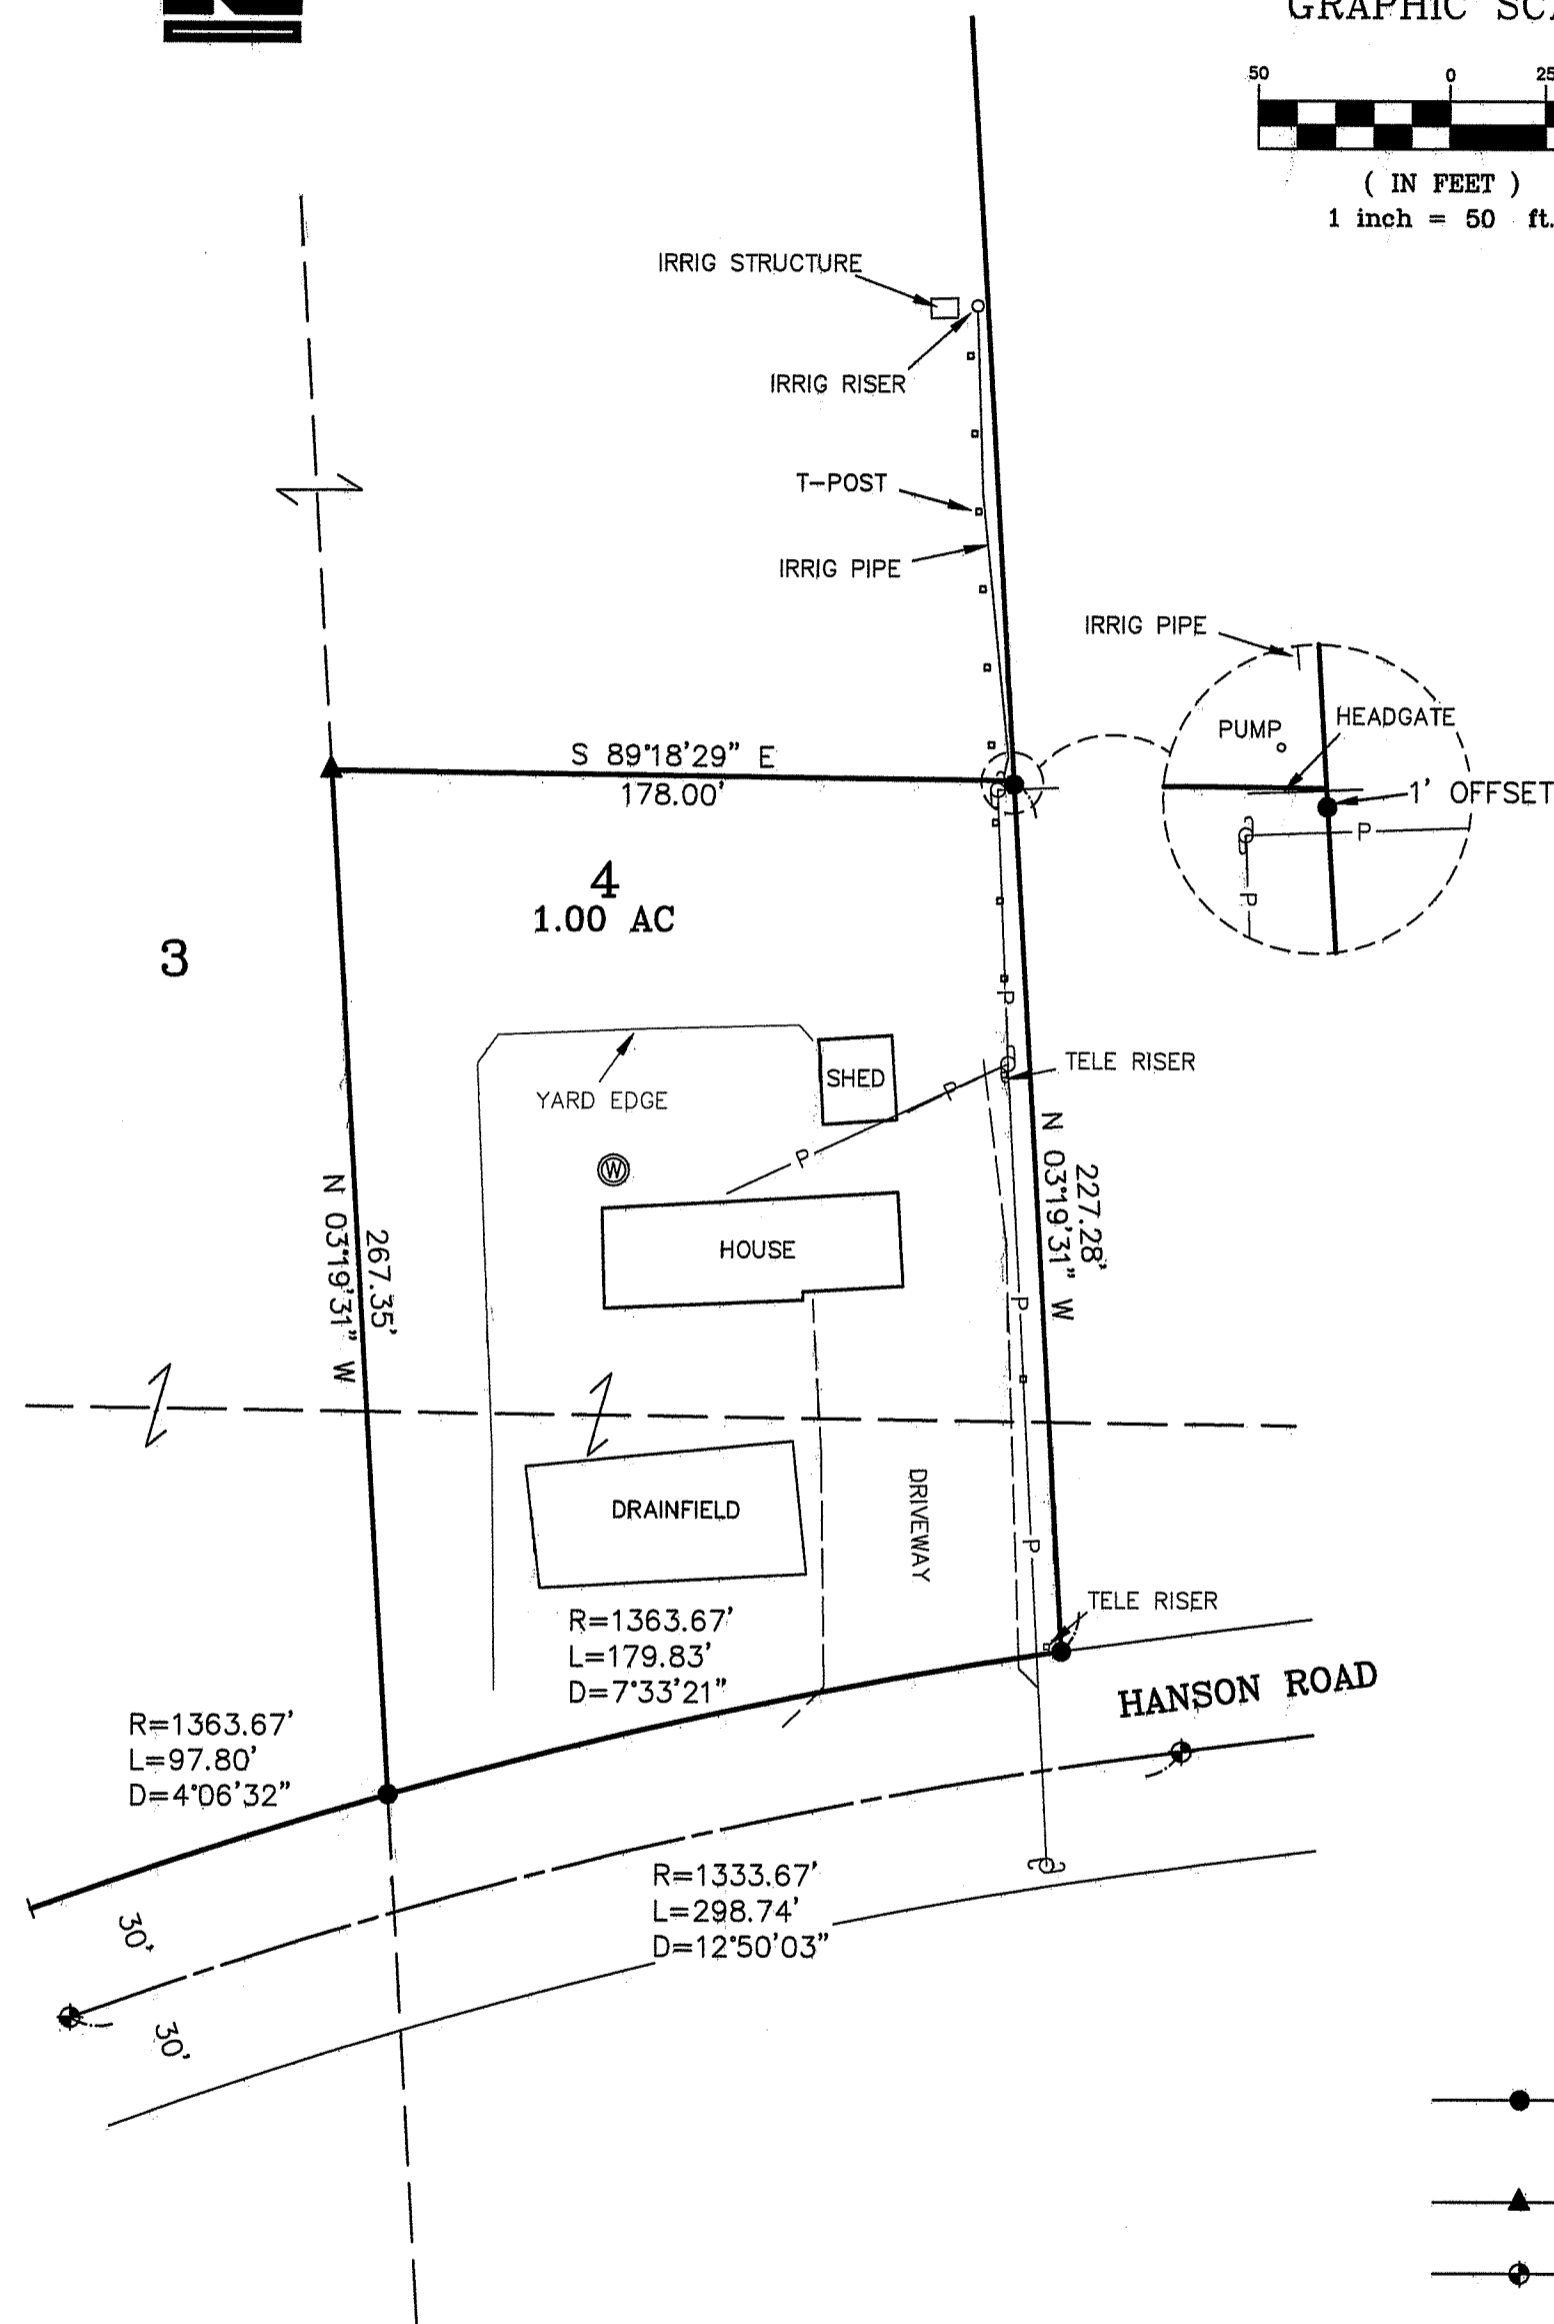 GRAPHIC
50 0 25
( IN FEET )
1 inch = 50 ft.
IRRIG STRUCTURE
IRRIG RISER
T-POST
IRRIG PIPE
IRRIG PIPE
PUMP
HEADGATE
1' OFFSET
P
P
S 89°18'29" E
178.00'
4
1.00 AC
3
P
SHED
TELE RISER
P
YARD EDGE
P
W
N 03°19'31" W
227.28'
HOUSE
N 03°19'31" W
267.35'
P
DRIVEWAY
DRAINFIELD
P
TELE RISER
R=1363.67'
L=179.83'
D=7°33'21"
HANSON ROAD
R=1363.67'
L=97.80'
D=4°06'32"
R=1333.67'
L=298.74'
D=12°50'03"
30'
30'